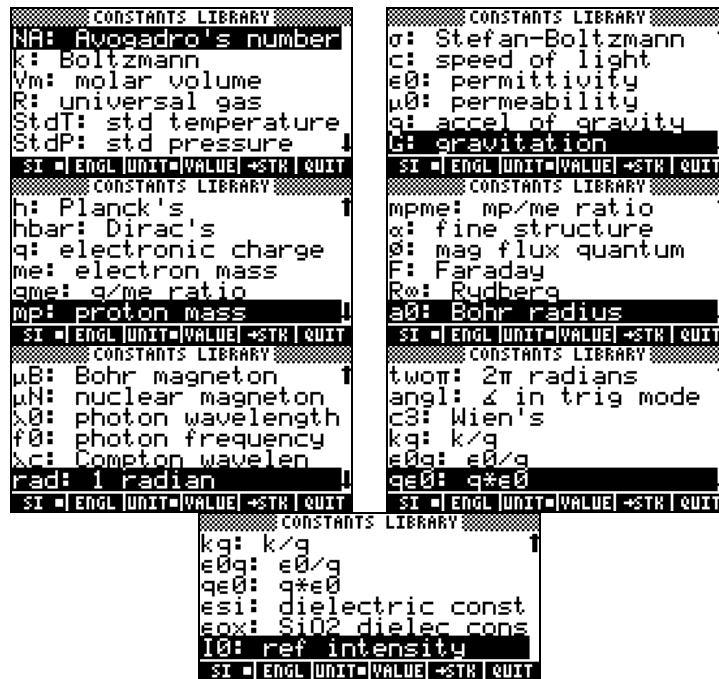 CONSTANTS LIBRARY
NA: Avogadro's number
k: Boltzmann
Vm: molar volume
R: universal gas
StdT: std temperature
StdP: std pressure ↓
SI ■ ENGL UNIT■ VALUE →STK QUIT
CONSTANTS LIBRARY
σ: Stefan-Boltzmann
c: speed of light
ε0: permittivity
μ0: permeability
g: accel of gravity
G: gravitation
SI ■ ENGL UNIT■ VALUE →STK QUIT
CONSTANTS LIBRARY
h: Planck's ↑
hbar: Dirac's
q: electronic charge
me: electron mass
qme: q/me ratio
mp: proton mass ↓
SI ■ ENGL UNIT■ VALUE →STK QUIT
CONSTANTS LIBRARY
mpme: mp/me ratio
α: fine structure
Ø: mag flux quantum
F: Faraday
R∞: Rydberg
a0: Bohr radius
SI ■ ENGL UNIT■ VALUE →STK QUIT
CONSTANTS LIBRARY
μB: Bohr magneton ↑
μN: nuclear magneton
λ0: photon wavelength
f0: photon frequency
λc: Compton wavelen
rad: 1 radian ↓
SI ■ ENGL UNIT■ VALUE →STK QUIT
CONSTANTS LIBRARY
twoπ: 2π radians
angl: ∡ in trig mode
c3: Wien's
kq: k/q
ε0q: ε0/q
qε0: q*ε0
SI ■ ENGL UNIT■ VALUE →STK QUIT
CONSTANTS LIBRARY
kq: k/q ↑
ε0q: ε0/q
qε0: q*ε0
εsi: dielectric const
εox: SiO2 dielec cons
I0: ref intensity
SI ■ ENGL UNIT■ VALUE →STK QUIT